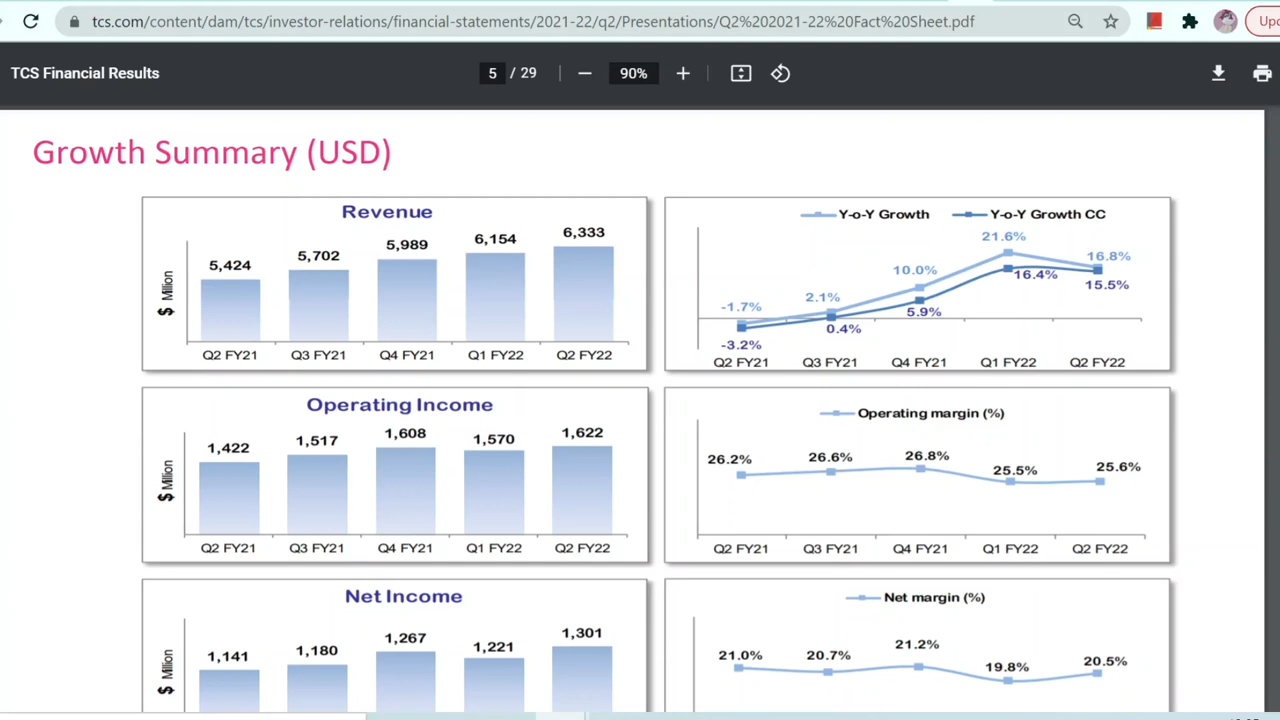 tcs.com/content/dam/tcs/investor-relations/financial-statements/2021-22/q2/Presentations/Q2%202021-22%20Fact%20Sheet.pdf
TCS Financial Results
5 / 29
90%
Growth Summary (USD)
Revenue
$ Million
5,424 5,702 5,989 6,154 6,333
Q2 FY21 Q3 FY21 Q4 FY21 Q1 FY22 Q2 FY22
Y-o-Y Growth Y-o-Y Growth CC
-1.7% 2.1% 10.0% 21.6% 16.8%
-3.2% 0.4% 5.9% 16.4% 15.5%
Q2 FY21 Q3 FY21 Q4 FY21 Q1 FY22 Q2 FY22
Operating Income
$ Million
1,422 1,517 1,608 1,570 1,622
Q2 FY21 Q3 FY21 Q4 FY21 Q1 FY22 Q2 FY22
Operating margin (%)
26.2% 26.6% 26.8% 25.5% 25.6%
Q2 FY21 Q3 FY21 Q4 FY21 Q1 FY22 Q2 FY22
Net Income
$ Million
1,141 1,180 1,267 1,221 1,301
Net margin (%)
21.0% 20.7% 21.2% 19.8% 20.5%